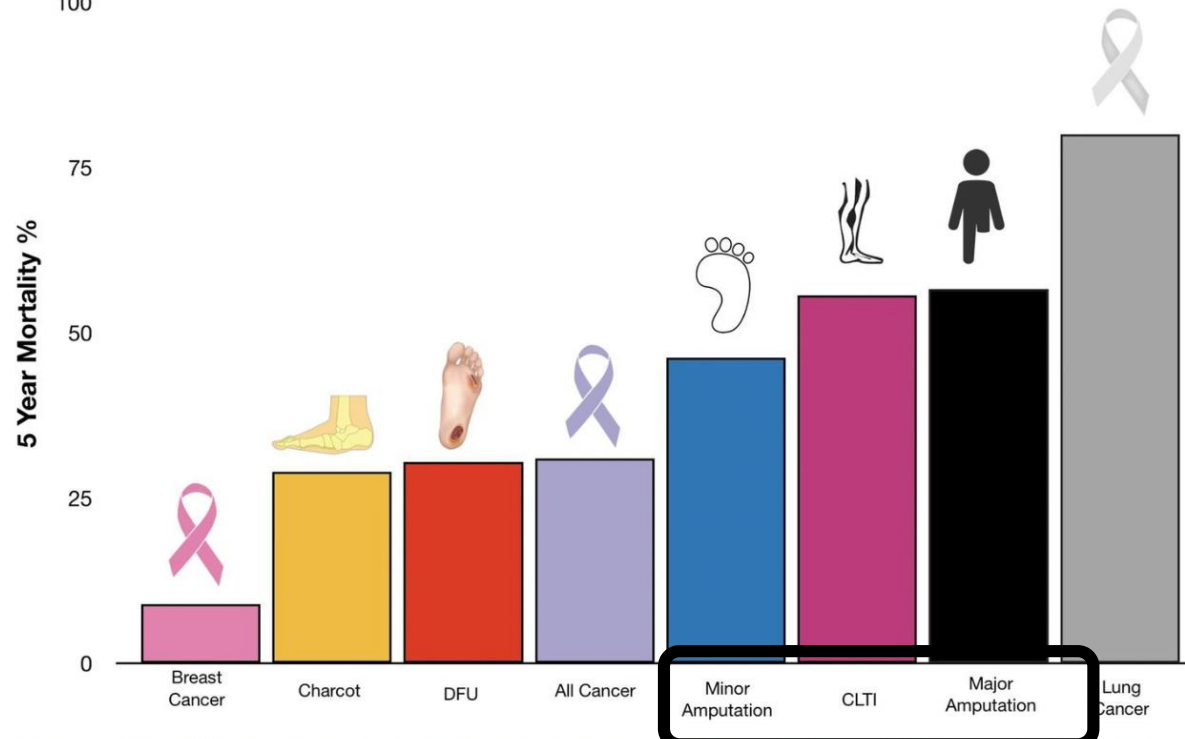 100
75
50
25
0
5 Year Mortality %
Breast
Cancer
Charcot
DFU
All Cancer
Minor
Amputation
CLTI
Major
Amputation
Lung
Cancer